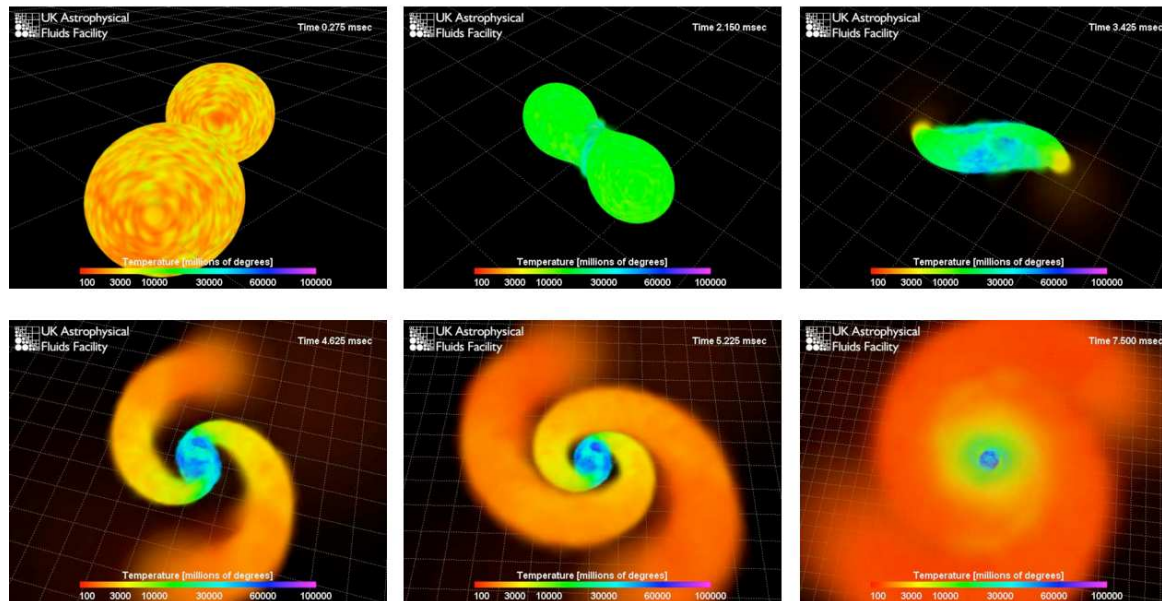 UK Astrophysical
Fluids Facility
Time 0.275 msec
Temperature [millions of degrees]
100 3000 10000 30000 60000 100000
UK Astrophysical
Fluids Facility
Time 2.150 msec
Temperature [millions of degrees]
100 3000 10000 30000 60000 100000
UK Astrophysical
Fluids Facility
Time 3.425 msec
Temperature [millions of degrees]
100 3000 10000 30000 60000 100000
UK Astrophysical
Fluids Facility
Time 4.625 msec
Temperature [millions of degrees]
100 3000 10000 30000 60000 100000
UK Astrophysical
Fluids Facility
Time 5.225 msec
Temperature [millions of degrees]
100 3000 10000 30000 60000 100000
UK Astrophysical
Fluids Facility
Time 7.500 msec
Temperature [millions of degrees]
100 3000 10000 30000 60000 100000